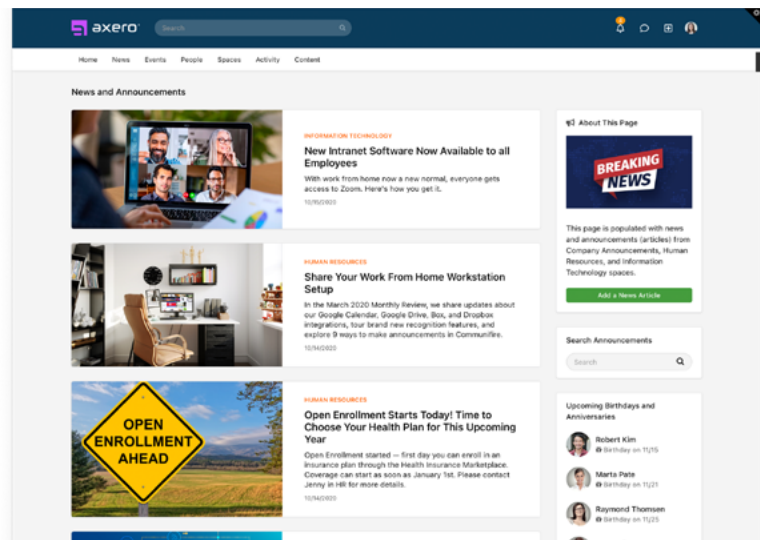 axero
Search
Home News Events People Spaces Activity Content
News and Announcements
INFORMATION TECHNOLOGY
New Intranet Software Now Available to all
Employees
With work from home now a new normal, everyone gets
access to Zoom. Here's how you get it.
10/15/2020
HUMAN RESOURCES
Share Your Work From Home Workstation
Setup
In the March 2020 Monthly Review, we share updates about
our Google Calendar, Google Drive, Box, and Dropbox
integrations, tour brand new recognition features, and
explore 9 ways to make announcements in Communifire.
10/14/2020
OPEN
ENROLLMENT
AHEAD
HUMAN RESOURCES
Open Enrollment Starts Today! Time to
Choose Your Health Plan for This Upcoming
Year
Open Enrollment started — first day you can enroll in an
insurance plan through the Health Insurance Marketplace.
Coverage can start as soon as January 1st. Please contact
Jenny in HR for more details.
10/14/2020
About This Page
BREAKING
NEWS
This page is populated with news
and announcements (articles) from
Company Announcements, Human
Resources, and Information
Technology spaces.
Add a News Article
Search Announcements
Search
Upcoming Birthdays and
Anniversaries
Robert Kim
Birthday on 11/15
Marta Pate
Birthday on 11/21
Raymond Thomsen
Birthday on 11/25